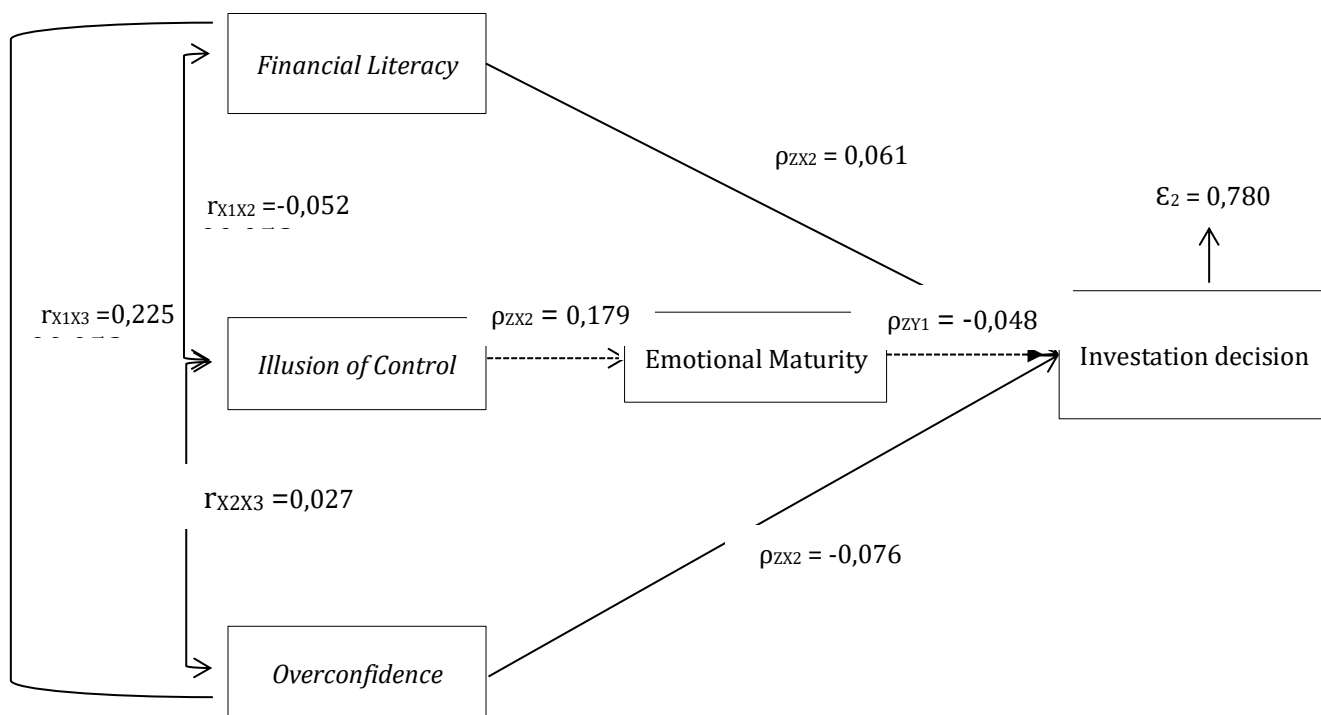 Financial Literacy
ρZX2 = 0,061
rX1X2 =-0,052
Ɛ2 = 0,780
rX1X3 =0,225
ρZX2 = 0,179
ρZY1 = -0,048
Illusion of Control
Emotional Maturity
Investation decision
rX2X3 =0,027
ρZX2 = -0,076
Overconfidence